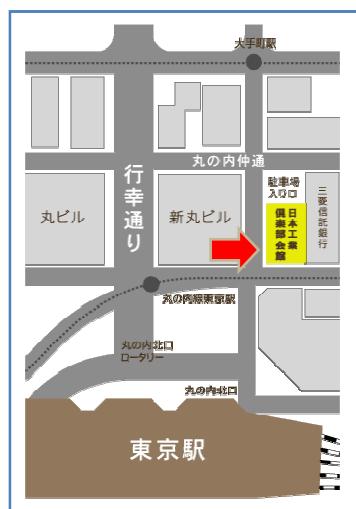 大手町駅
丸の内仲通
行幸通り
駐車場
入り口
丸ビル
新丸ビル
日本工業
倶楽部会館
三菱信託銀行
丸の内線東京駅
丸の内北口
ロータリー
丸の内北口
東京駅